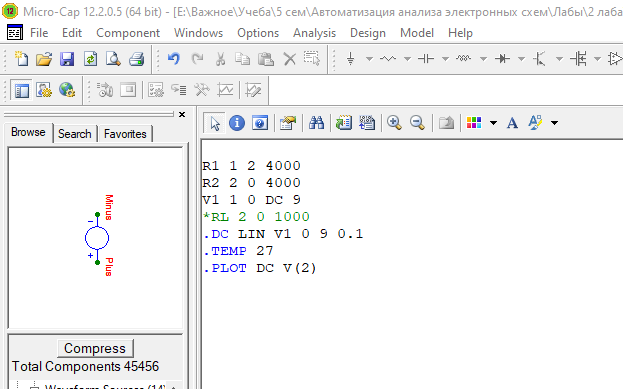 Micro-Cap 12.2.0.5 (64 bit) - [E:\Важное\Учеба\5 сем\Автоматизация анализа электронных схем\Лабы\2 лаба
File Edit Component Windows Options Analysis Design Model Help
Browse Search Favorites
Minus
Plus
Compress
Total Components 45456
Waveform Sources (14)
R1 1 2 4000
R2 2 0 4000
V1 1 0 DC 9
*RL 2 0 1000
.DC LIN V1 0 9 0.1
.TEMP 27
.PLOT DC V(2)